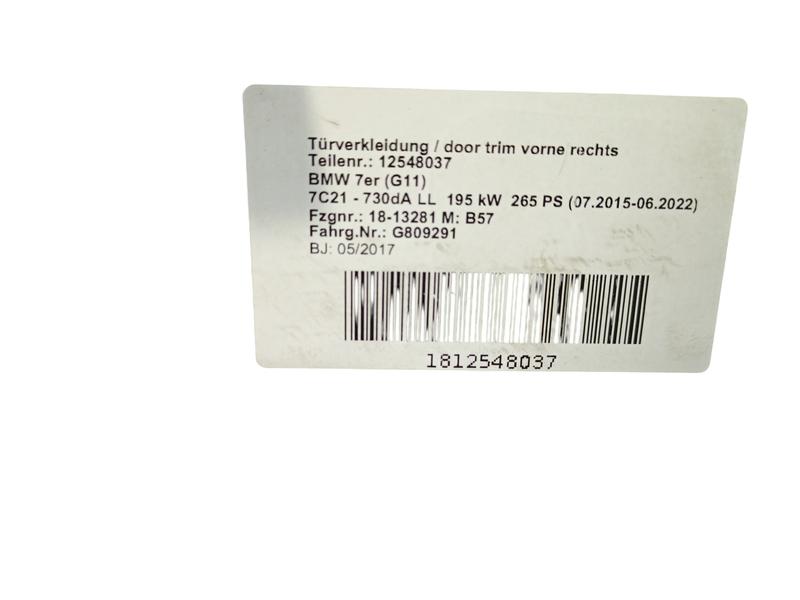 Türverkleidung / door trim vorne rechts
Teilenr.: 12548037
BMW 7er (G11)
7C21 - 730dA LL 195 kW 265 PS (07.2015-06.2022)
Fzgnr.: 18-13281 M: B57
Fahrg.Nr.: G809291
BJ: 05/2017
1812548037